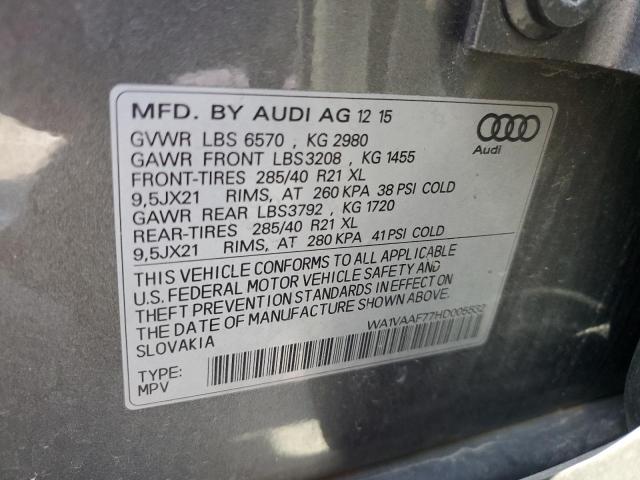 MFD. BY AUDI AG 12 15
GVWR LBS 6570 , KG 2980
GAWR FRONT LBS3208 , KG 1455
FRONT-TIRES 285/40 R21 XL
9,5JX21 RIMS, AT 260 KPA 38 PSI COLD
GAWR REAR LBS3792 , KG 1720
REAR-TIRES 285/40 R21 XL
9,5JX21 RIMS, AT 280 KPA 41 PSI COLD
Audi
THIS VEHICLE CONFORMS TO ALL APPLICABLE
U.S. FEDERAL MOTOR VEHICLE SAFETY AND
THEFT PREVENTION STANDARDS IN EFFECT ON
THE DATE OF MANUFACTURE SHOWN ABOVE.
SLOVAKIA
WA1VAAF77HD005532
TYPE:
MPV